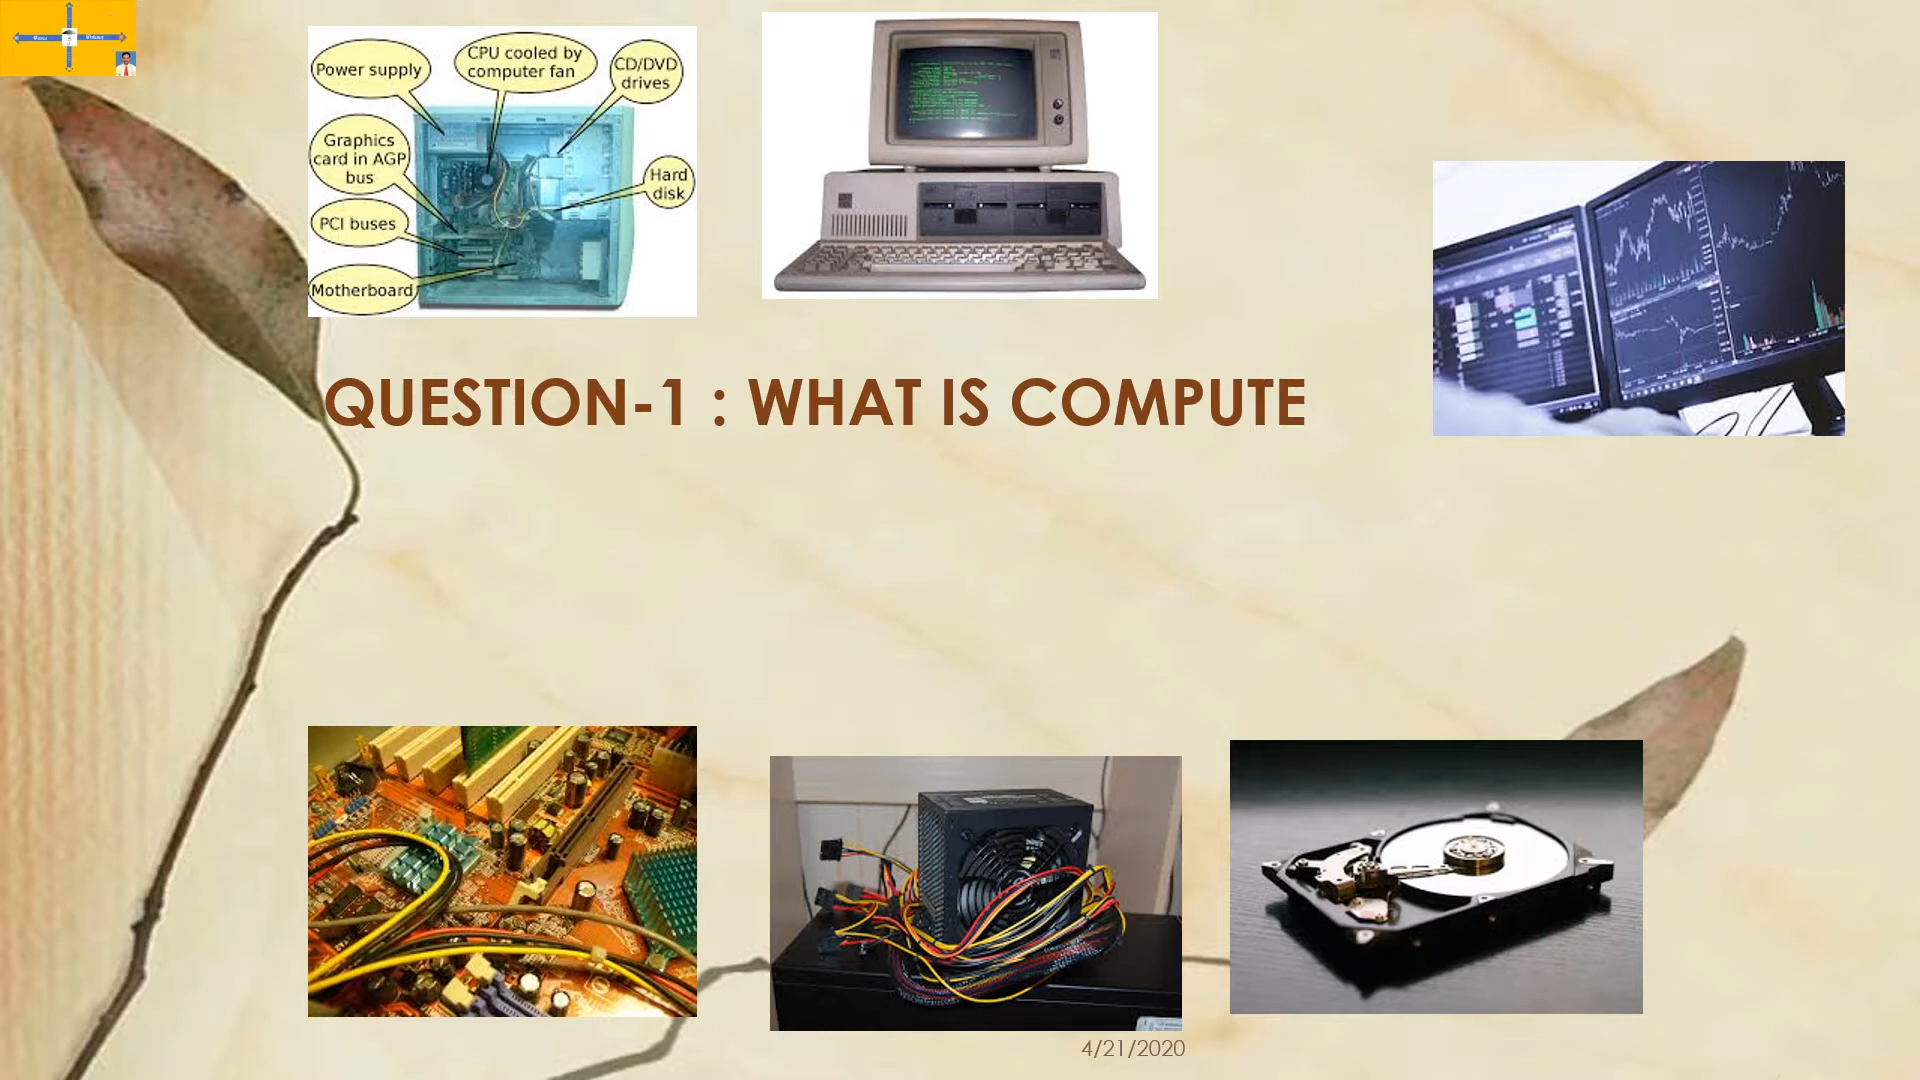 Power supply
CPU cooled by
computer fan
CD/DVD
drives
Graphics
card in AGP
bus
Hard
disk
PCI buses
Motherboard
QUESTION-1 : WHAT IS COMPUTE
4/21/2020